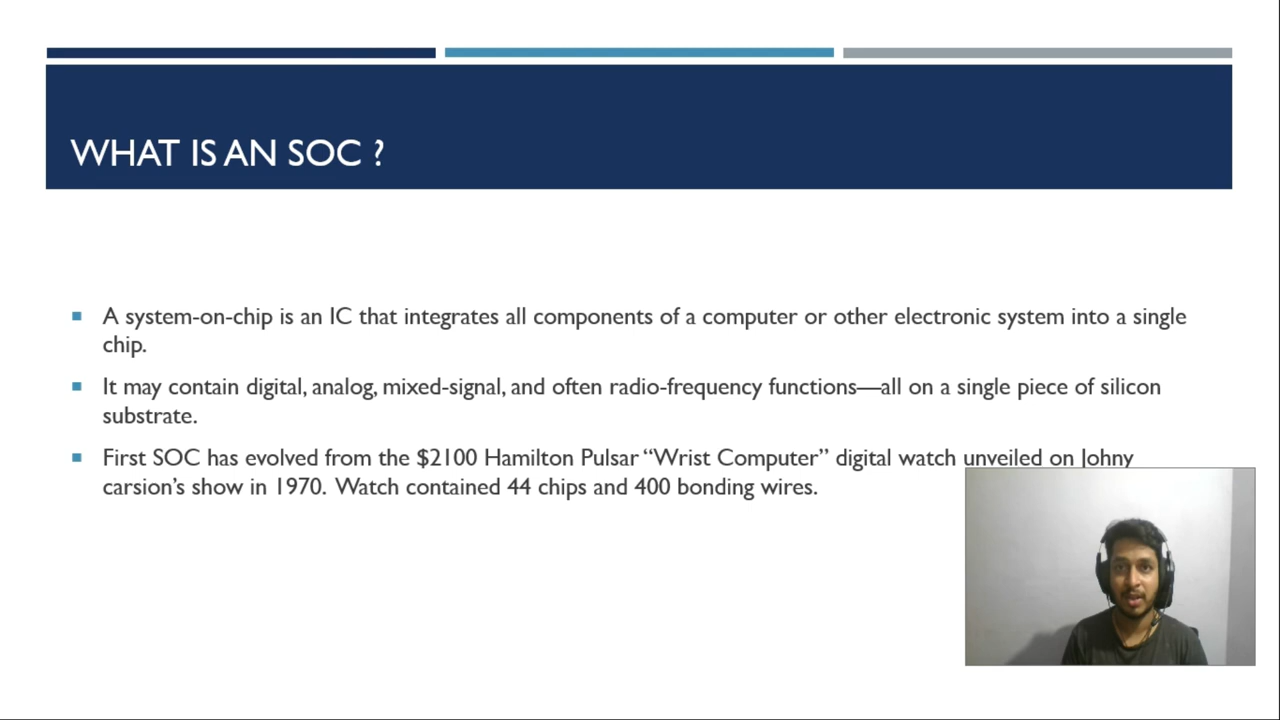 WHAT IS AN SOC ?
A system-on-chip is an IC that integrates all components of a computer or other electronic system into a single
chip.
It may contain digital, analog, mixed-signal, and often radio-frequency functions—all on a single piece of silicon
substrate.
First SOC has evolved from the $2100 Hamilton Pulsar “Wrist Computer” digital watch unveiled on Johny
carsion’s show in 1970. Watch contained 44 chips and 400 bonding wires.